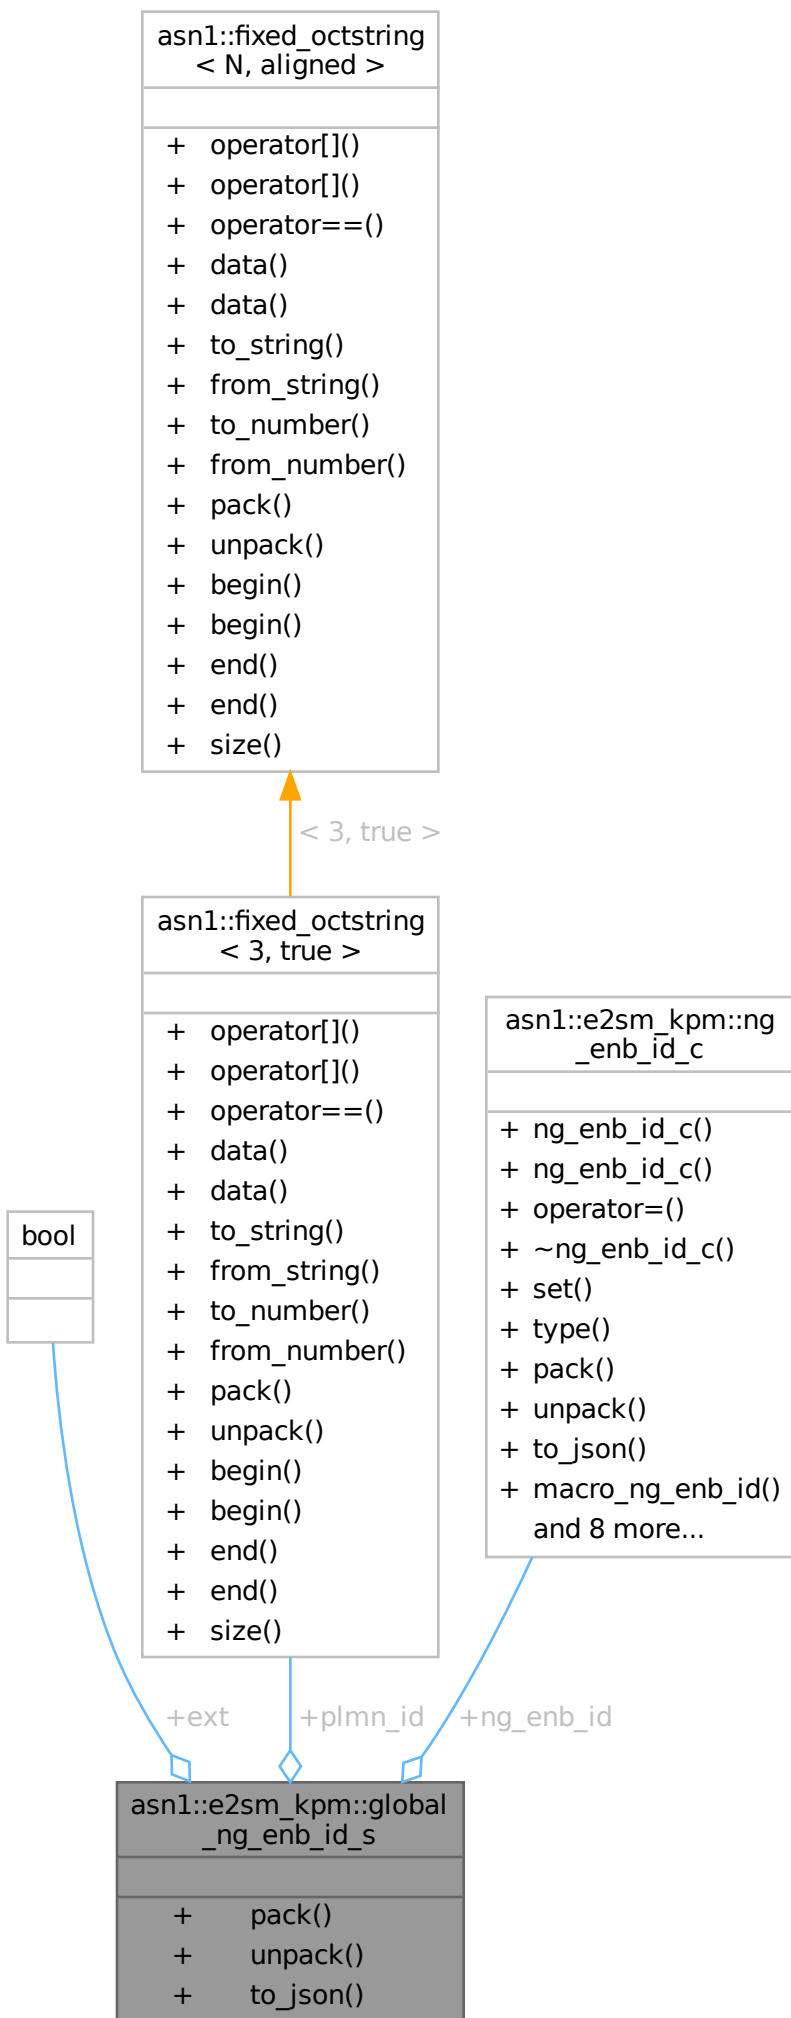 asn1::fixed_octstring
< N, aligned >
+ operator[]()
+ operator[]()
+ operator==()
+ data()
+ data()
+ to_string()
+ from_string()
+ to_number()
+ from_number()
+ pack()
+ unpack()
+ begin()
+ begin()
+ end()
+ end()
+ size()
< 3, true >
asn1::fixed_octstring
< 3, true >
+ operator[]()
+ operator[]()
+ operator==()
+ data()
+ data()
+ to_string()
+ from_string()
+ to_number()
+ from_number()
+ pack()
+ unpack()
+ begin()
+ begin()
+ end()
+ end()
+ size()
asn1::e2sm_kpm::ng
_enb_id_c
+ ng_enb_id_c()
+ ng_enb_id_c()
+ operator=()
+ ~ng_enb_id_c()
+ set()
+ type()
+ pack()
+ unpack()
+ to_json()
+ macro_ng_enb_id()
and 8 more...
bool
+ext
+plmn_id
+ng_enb_id
asn1::e2sm_kpm::global
_ng_enb_id_s
+ pack()
+ unpack()
+ to_json()